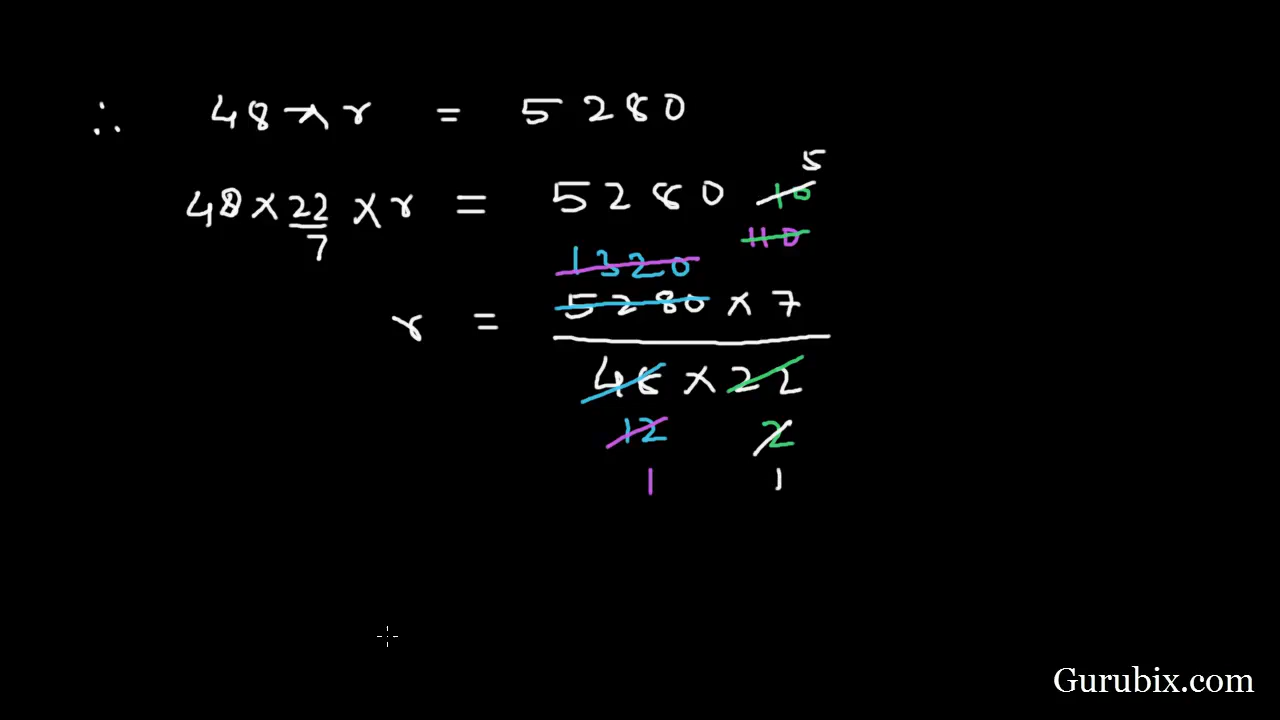 ∴ 48πr = 5280
5
48 × 22/7 × r = 5280 10
110
1320
5280 × 7
r =
48 × 22
12 2
1 1
Gurubix.com